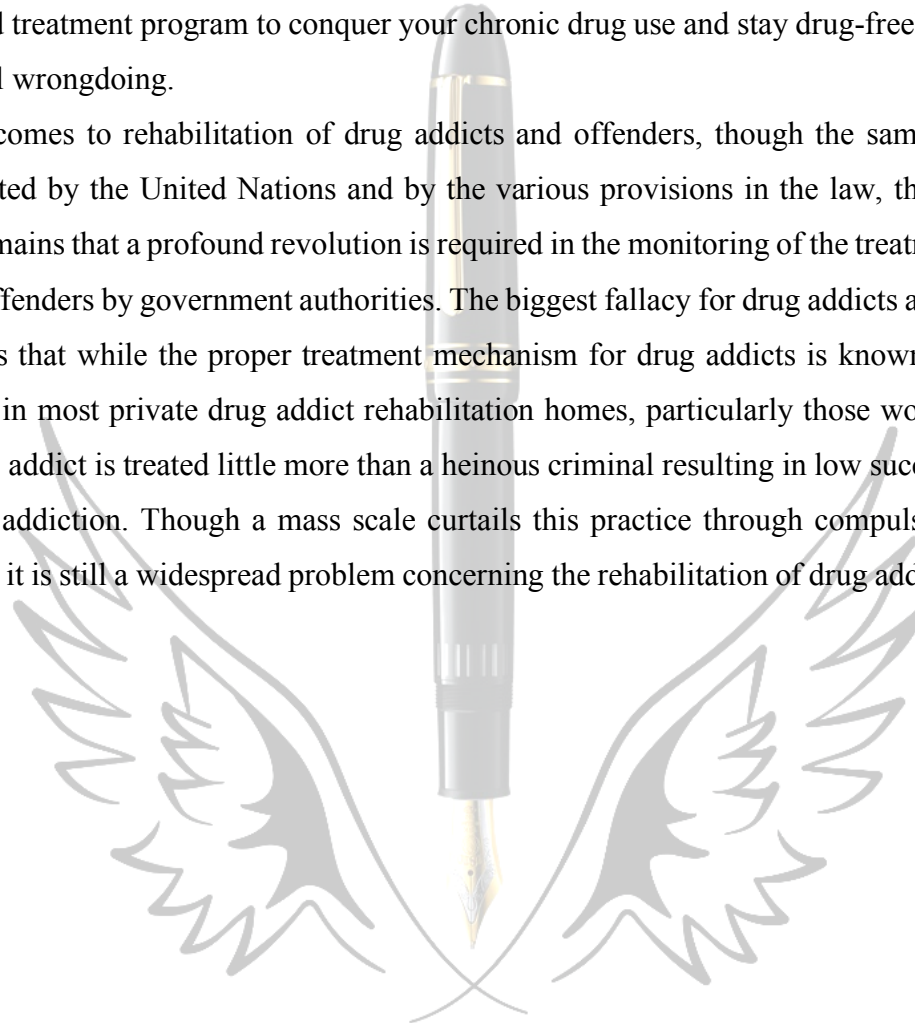 treatment program to conquer your chronic drug use and stay drug-free
wrongdoing.
comes to rehabilitation of drug addicts and offenders, though the sam
ted by the United Nations and by the various provisions in the law, th
mains that a profound revolution is required in the monitoring of the treat
ffenders by government authorities. The biggest fallacy for drug addicts a
s that while the proper treatment mechanism for drug addicts is known
in most private drug addict rehabilitation homes, particularly those wo
addict is treated little more than a heinous criminal resulting in low suc
addiction. Though a mass scale curtails this practice through compuls
it is still a widespread problem concerning the rehabilitation of drug add